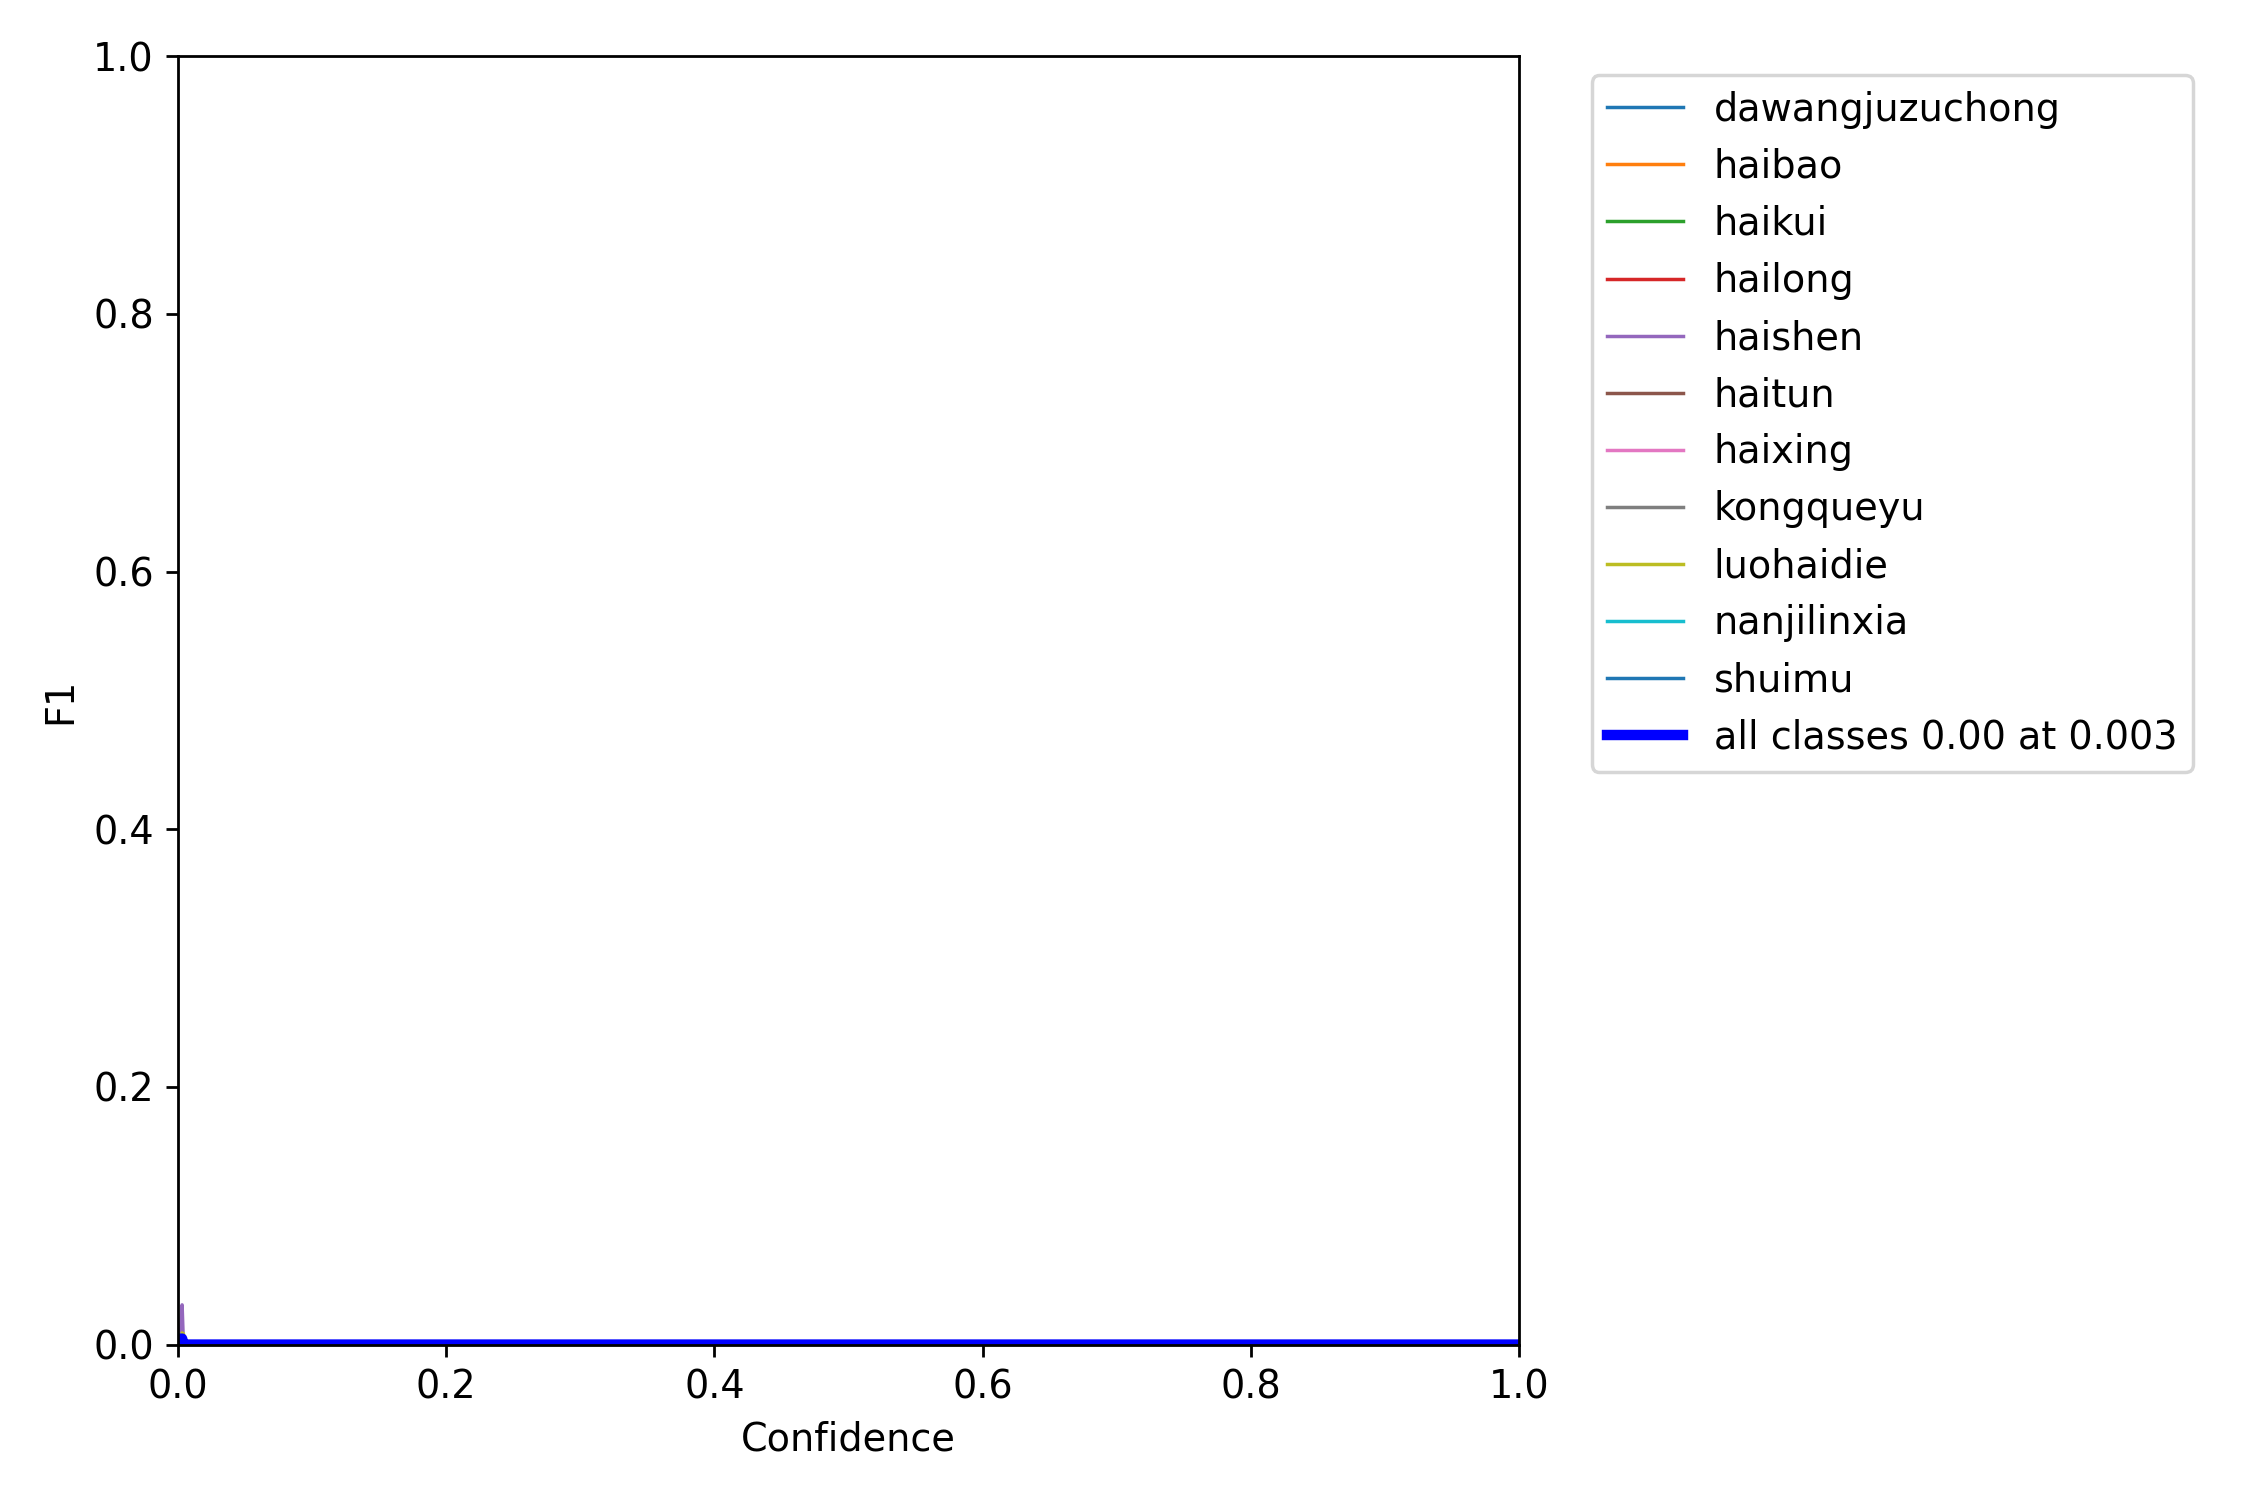 1.0
0.8
0.6
0.4
0.2
0.0
F1
0.0 0.2 0.4 0.6 0.8 1.0
Confidence
dawangjuzuchong
haibao
haikui
hailong
haishen
haitun
haixing
kongqueyu
luohaidie
nanjilinxia
shuimu
all classes 0.00 at 0.003